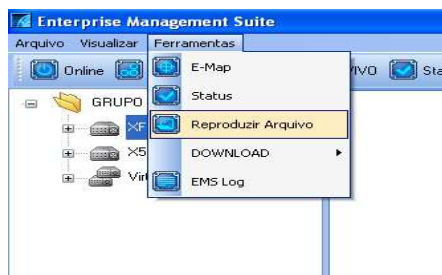 Enterprise Management Suite
Arquivo Visualizar Ferramentas
Online
E-Map
Status
Reproduzir Arquivo
DOWNLOAD
EMS Log
VIVO Sta
GRUPO
XF
X5
Vir